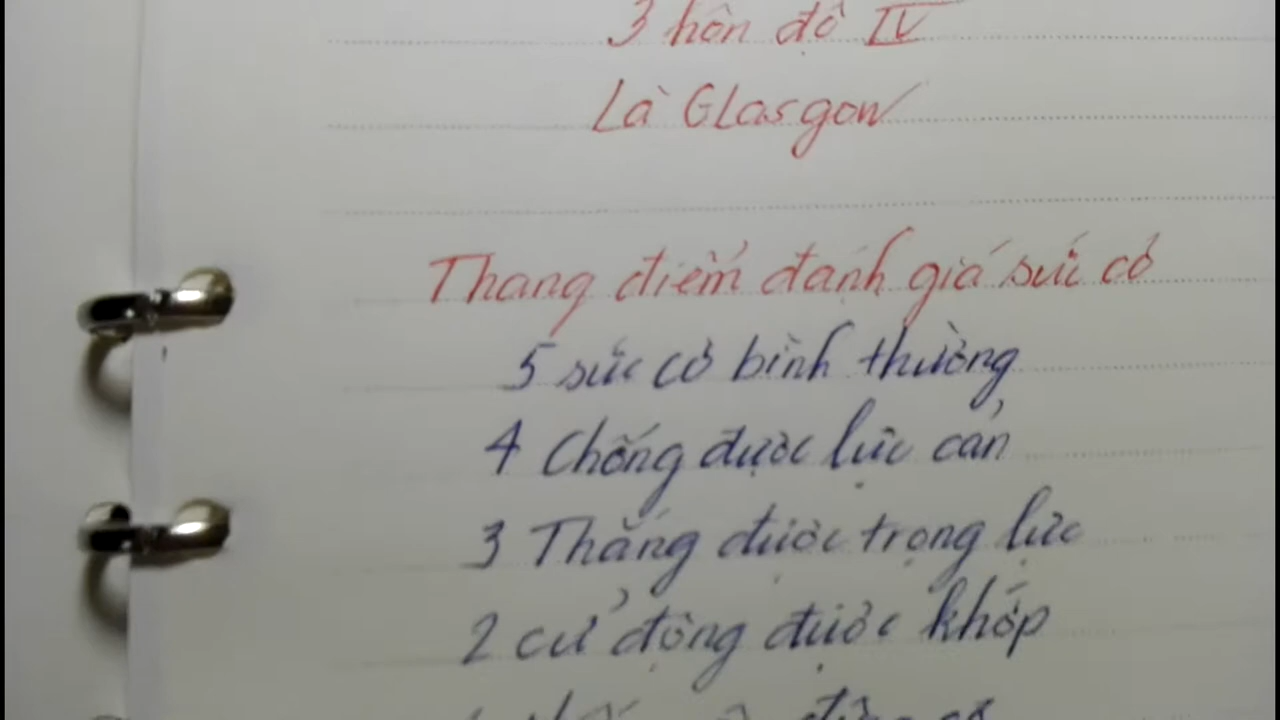 3 hôn độ IV
Là Glasgow
Thang điểm đánh giá sức cơ
5 sức cơ bình thường
4 Chống được lực cản
3 Thắng được trọng lực
2 cử động được khớp